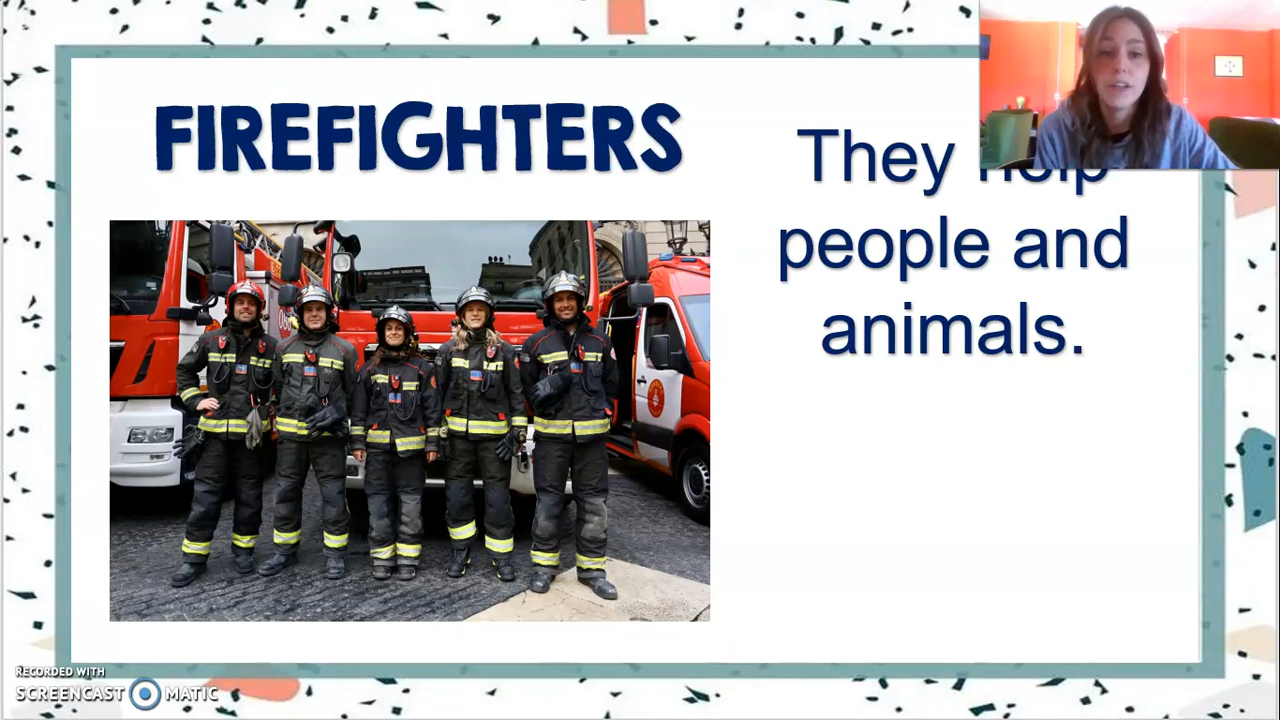 FIREFIGHTERS
They help
people and
animals.
RECORDED WITH
SCREENCAST MATIC